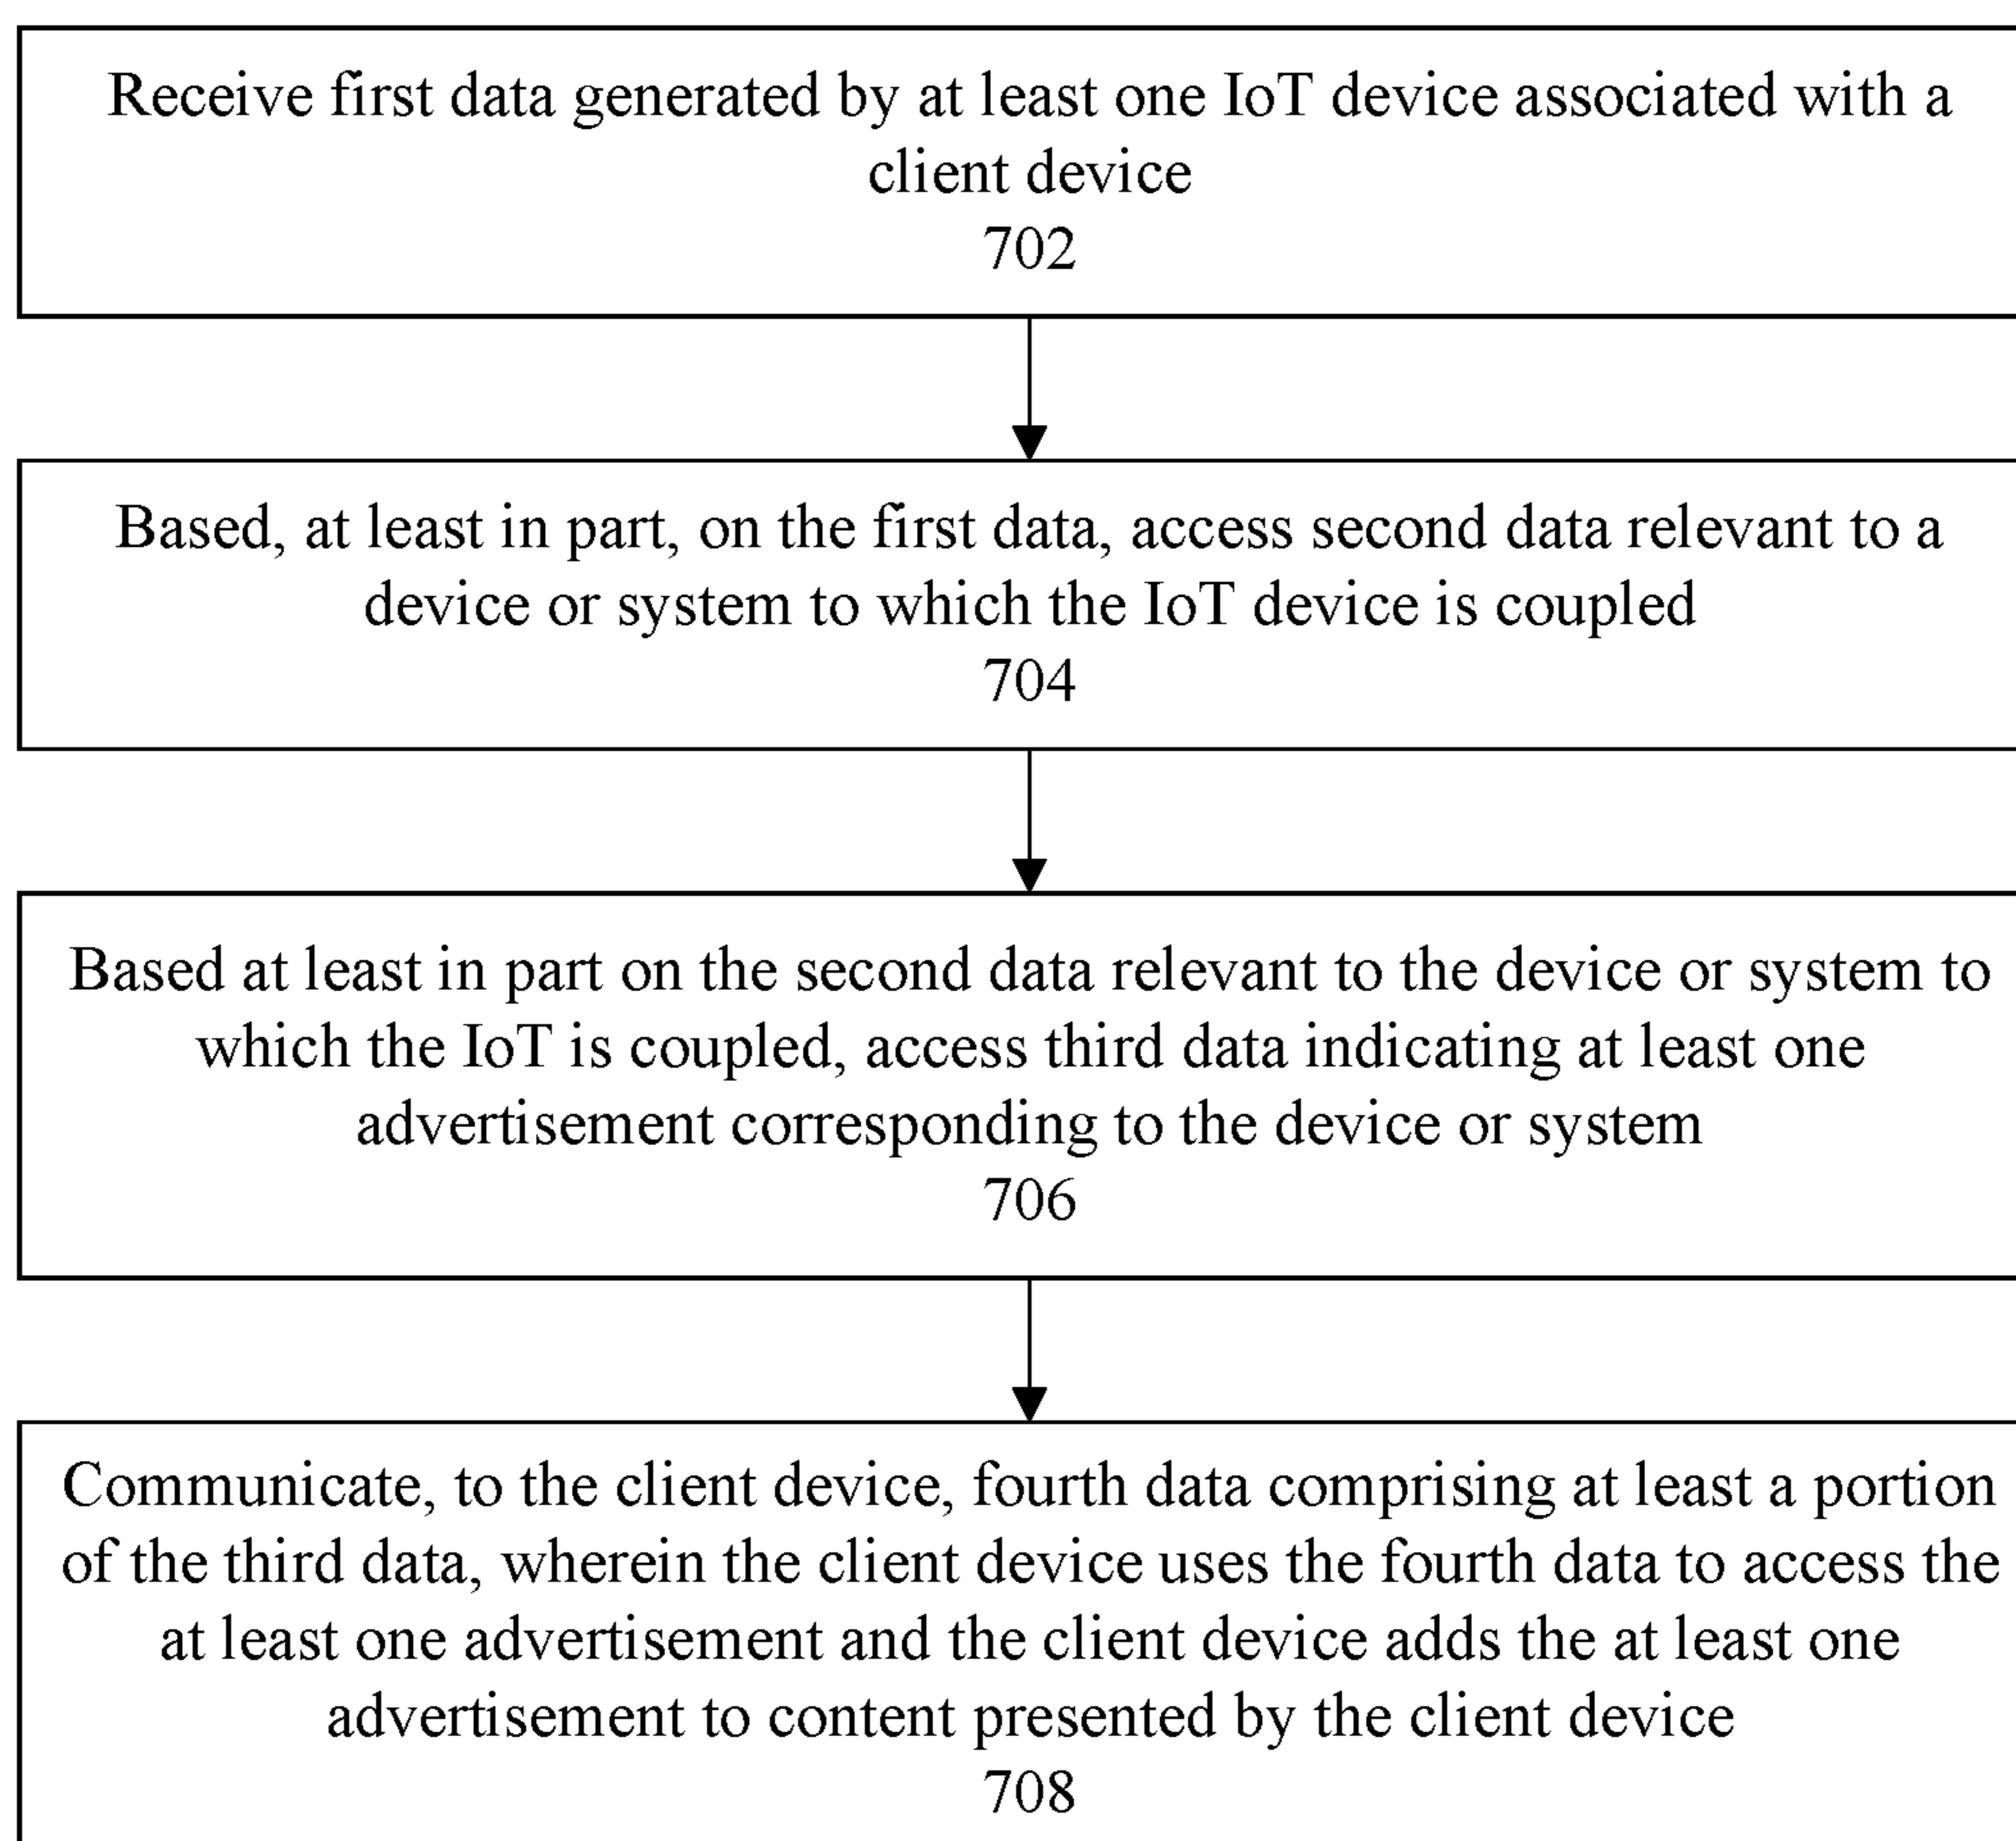 Receive first data generated by at least one IoT device associated with a
client device
702
Based, at least in part, on the first data, access second data relevant to a
device or system to which the IoT device is coupled
704
Based at least in part on the second data relevant to the device or system to
which the IoT is coupled, access third data indicating at least one
advertisement corresponding to the device or system
706
Communicate, to the client device, fourth data comprising at least a portion
of the third data, wherein the client device uses the fourth data to access the
at least one advertisement and the client device adds the at least one
advertisement to content presented by the client device
708